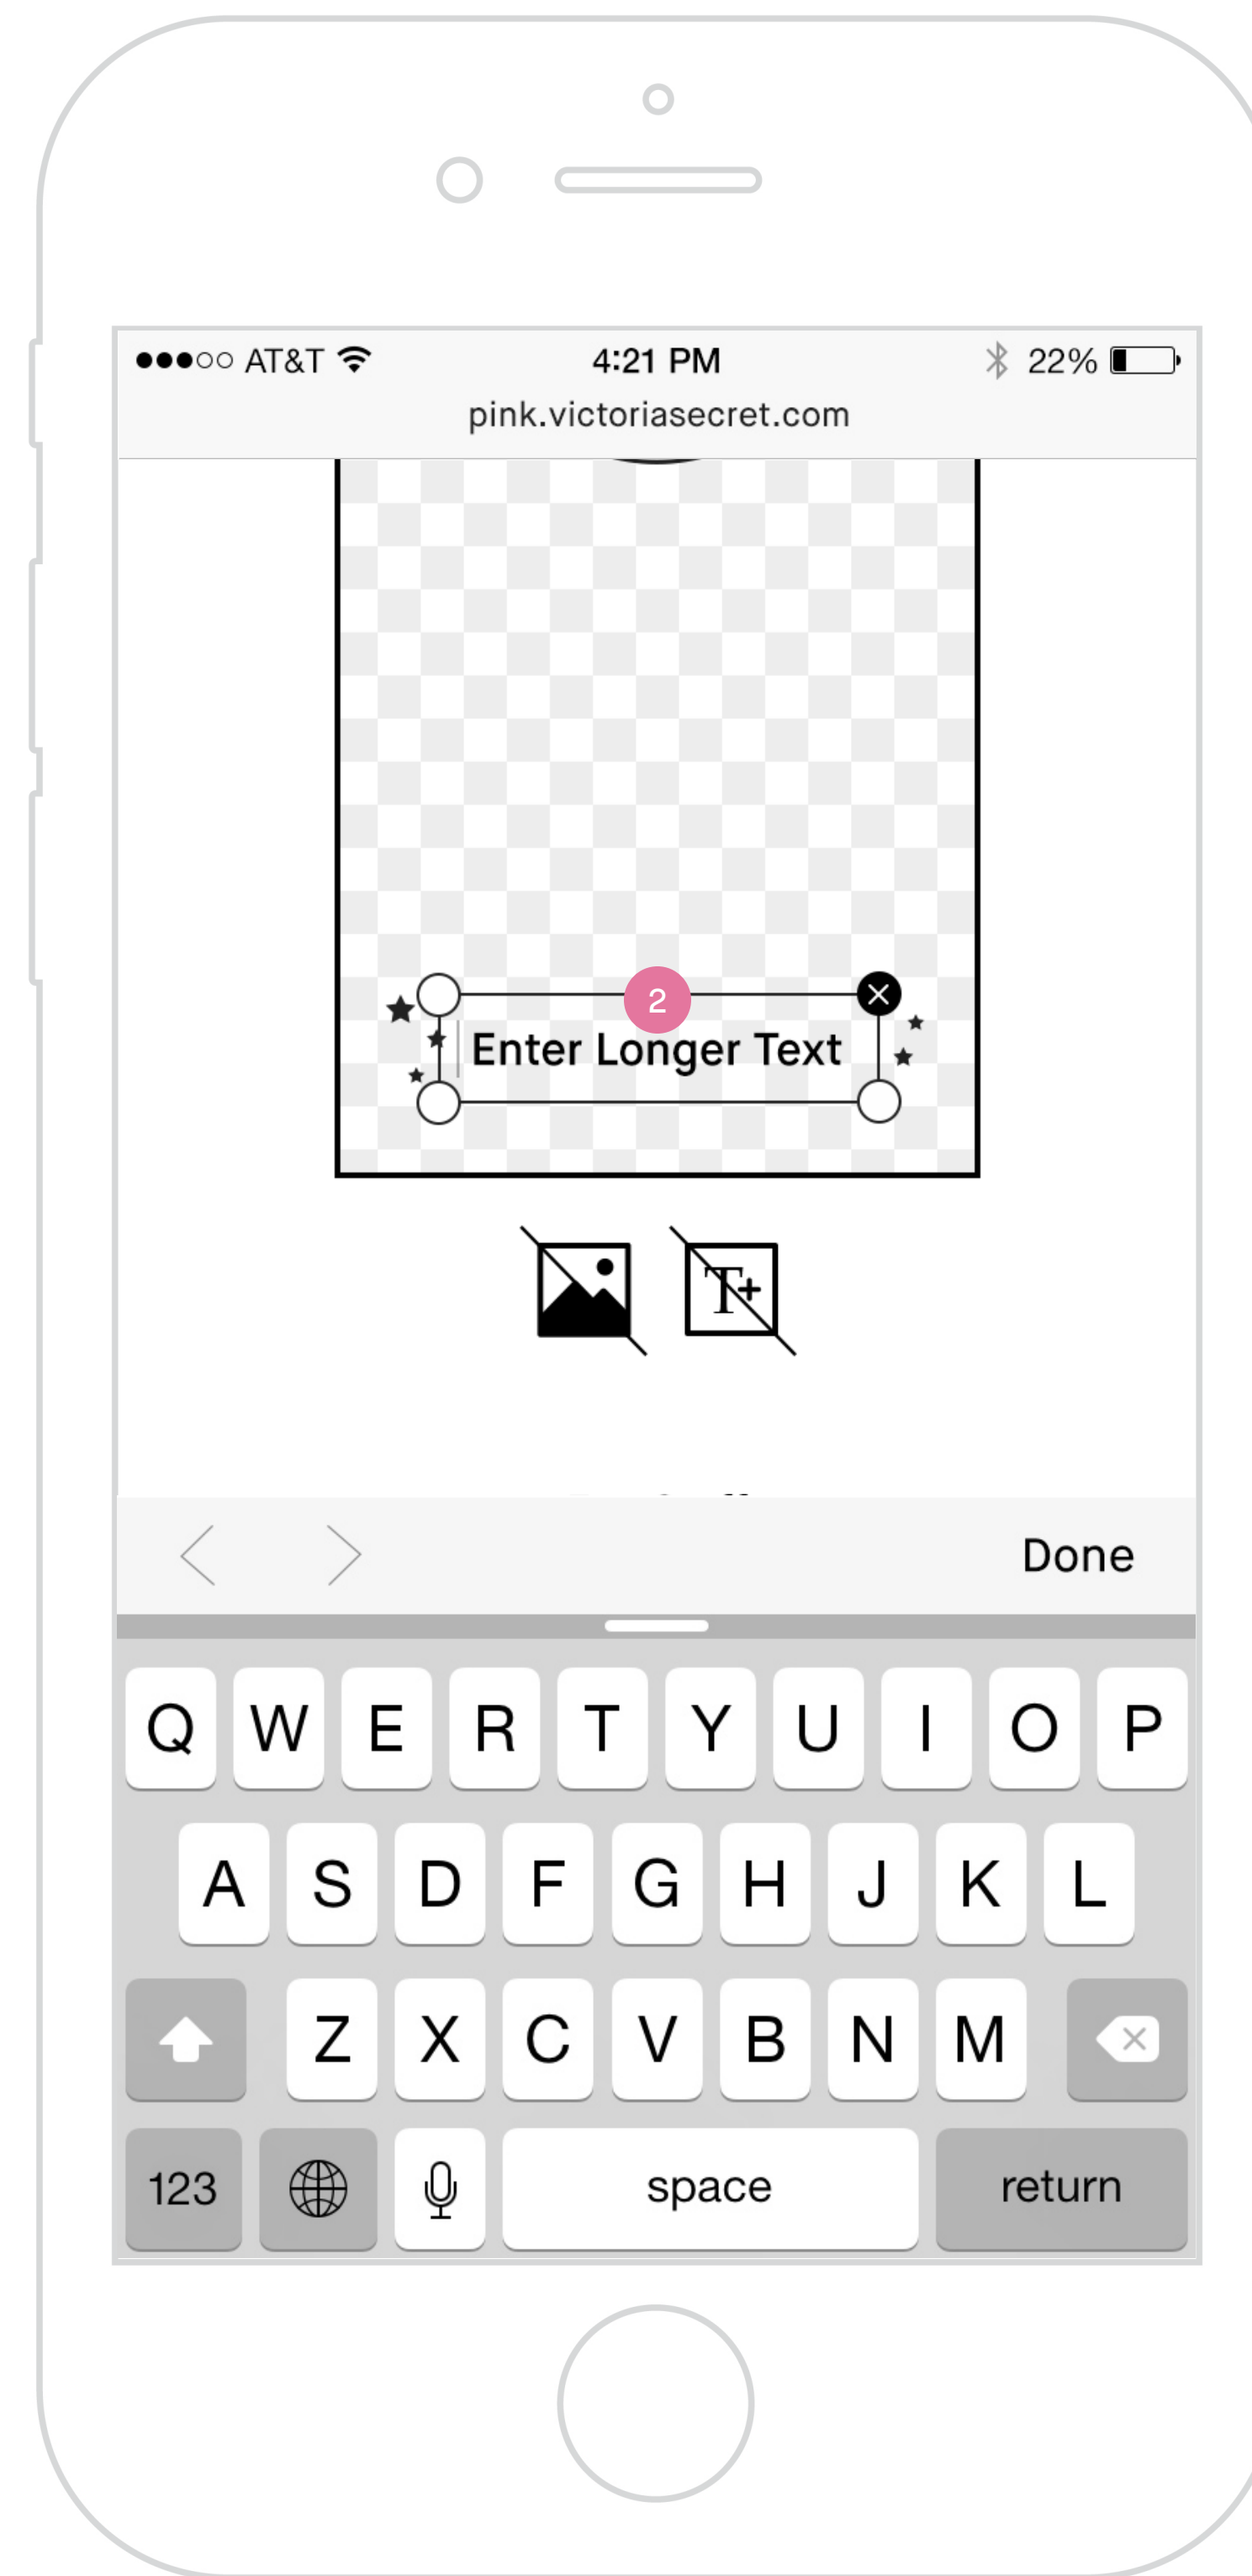 AT&T 4:21 PM 22%
pink.victoriasecret.com
2
Enter Longer Text
T+
Done
Q W E R T Y U I O P
A S D F G H J K L
Z X C V B N M
123 space return